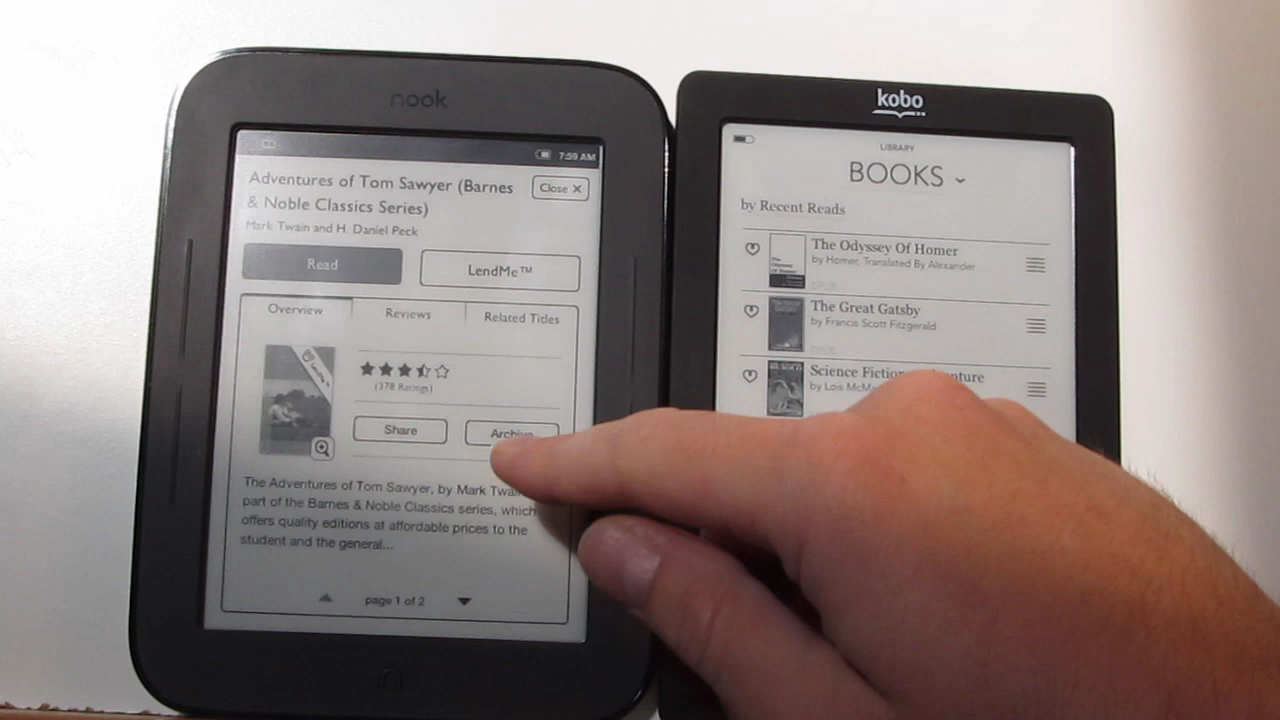 nook
7:59 AM
Adventures of Tom Sawyer (Barnes
& Noble Classics Series)
Close X
Mark Twain and H. Daniel Peck
Read
LendMe™
Overview
Reviews
Related Titles
(378 Ratings)
Share
Archive
The Adventures of Tom Sawyer, by Mark Twain
part of the Barnes & Noble Classics series, which
offers quality editions at affordable prices to the
student and the general...
page 1 of 2
kobo
LIBRARY
BOOKS
by Recent Reads
The Odyssey Of Homer
by Homer, Translated By Alexander
EPUB
The Great Gatsby
by Francis Scott Fitzgerald
EPUB
Science Fiction
by Lois